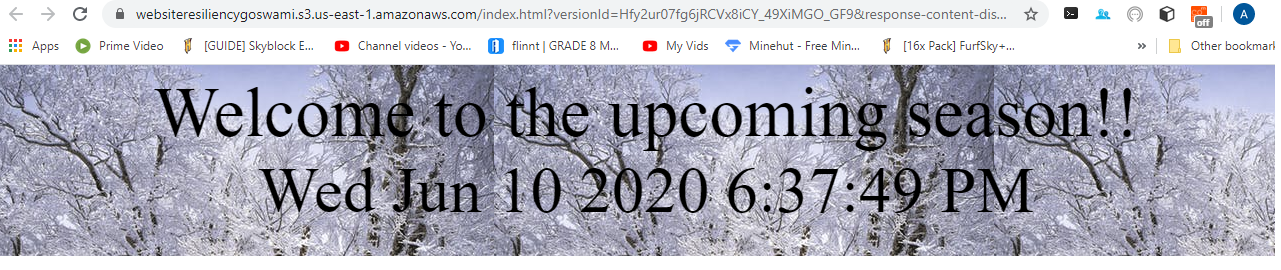 websiteresiliencygoswami.s3.us-east-1.amazonaws.com/index.html?versionId=Hfy2ur07fg6jRCVx8iCY_49XiMGO_GF9&response-content-dis...
off
A
Apps Prime Video [GUIDE] Skyblock E... Channel videos - Yo... flinnt | GRADE 8 M... My Vids Minehut - Free Min... [16x Pack] FurfSky+... » Other bookmar
Welcome to the upcoming season!!
Wed Jun 10 2020 6:37:49 PM